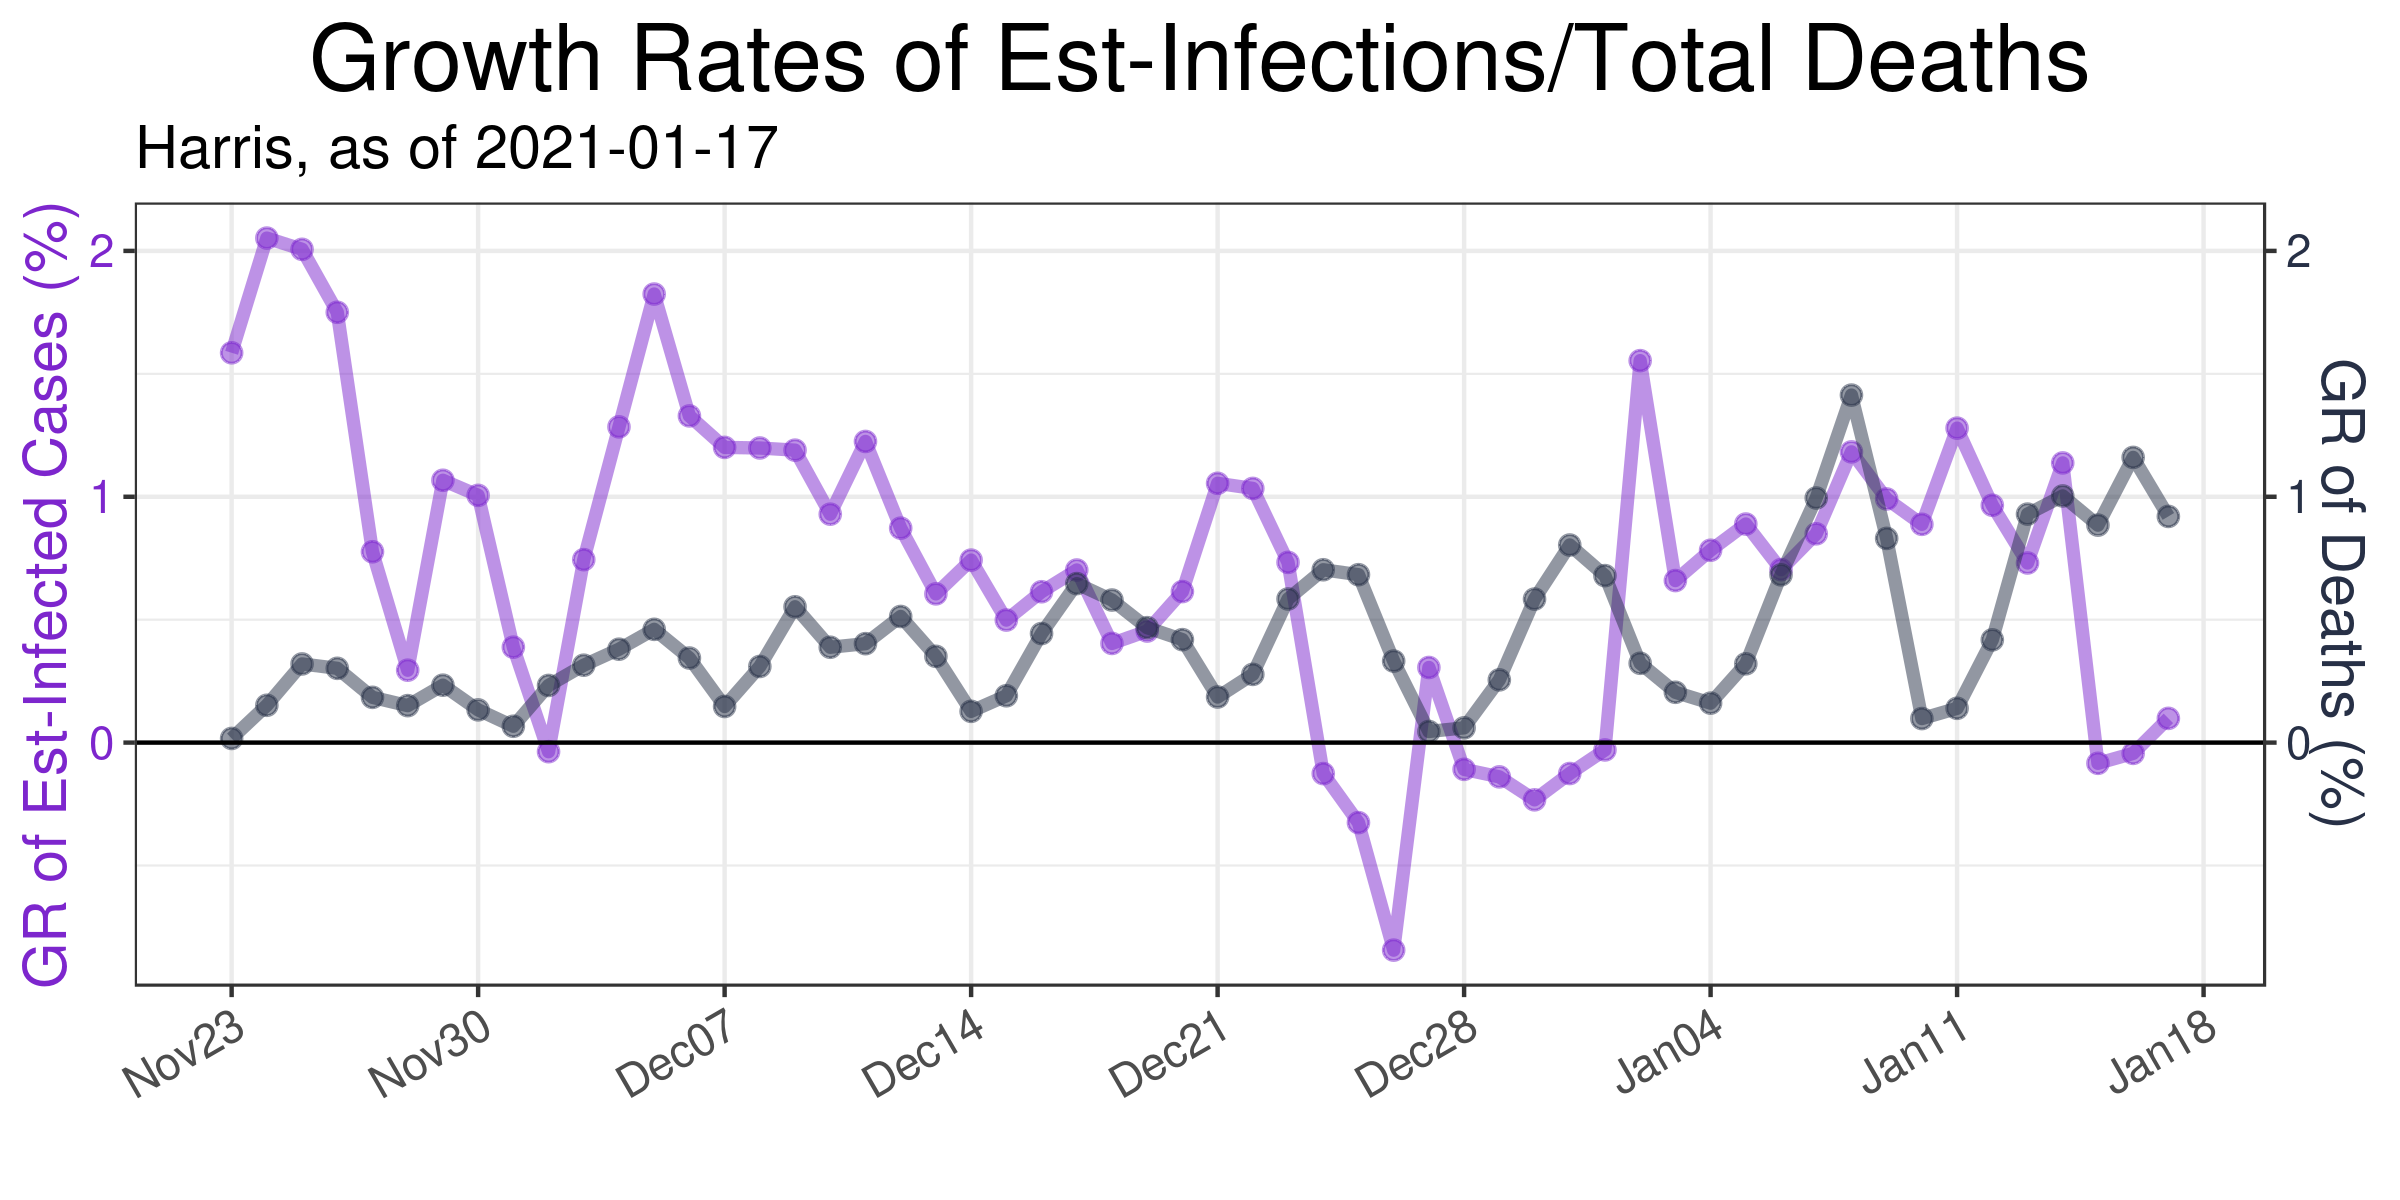 Growth Rates of Est-Infections/Total Deaths
Harris, as of 2021-01-17
GR of Est-Infected Cases (%)
2
1
0
2
1
0
GR of Deaths (%)
Nov23
Nov30
Dec07
Dec14
Dec21
Dec28
Jan04
Jan11
Jan18